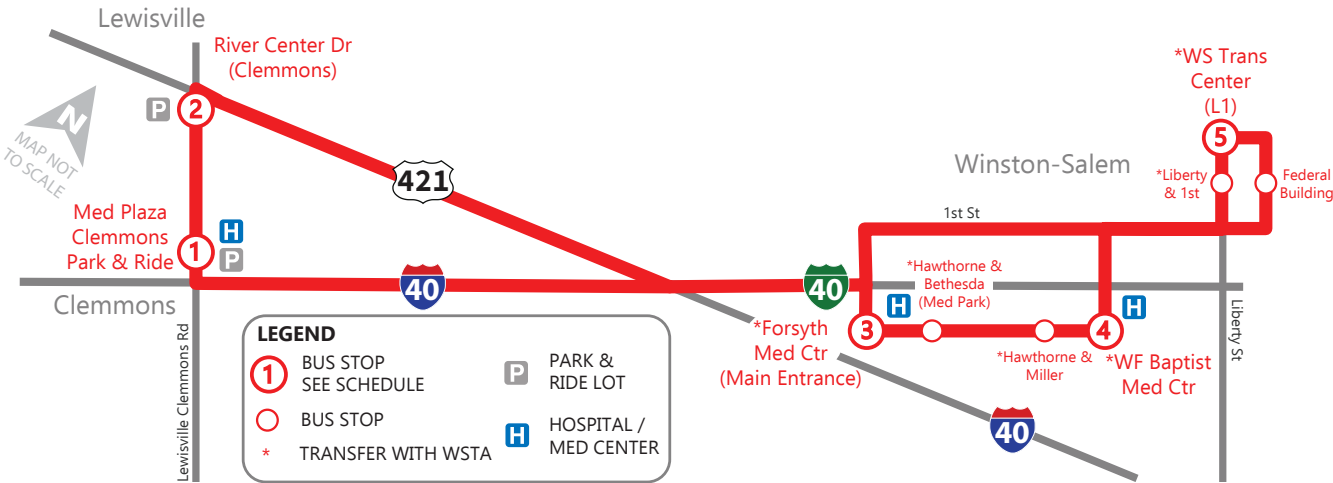 Lewisville
River Center Dr
(Clemmons)
P
2
N
MAP NOT
TO SCALE
421
*WS Trans
Center
(L1)
5
Winston-Salem
*Liberty
& 1st
Federal
Building
Med Plaza
Clemmons
Park & Ride
H
P
1
1st St
Clemmons
40
40
*Hawthorne &
Bethesda
(Med Park)
H
H
3
4
*Forsyth
Med Ctr
(Main Entrance)
*Hawthorne &
Miller
*WF Baptist
Med Ctr
Liberty St
40
Lewisville Clemmons Rd
LEGEND
1
BUS STOP
SEE SCHEDULE
BUS STOP
* TRANSFER WITH WSTA
P
PARK &
RIDE LOT
H
HOSPITAL /
MED CENTER